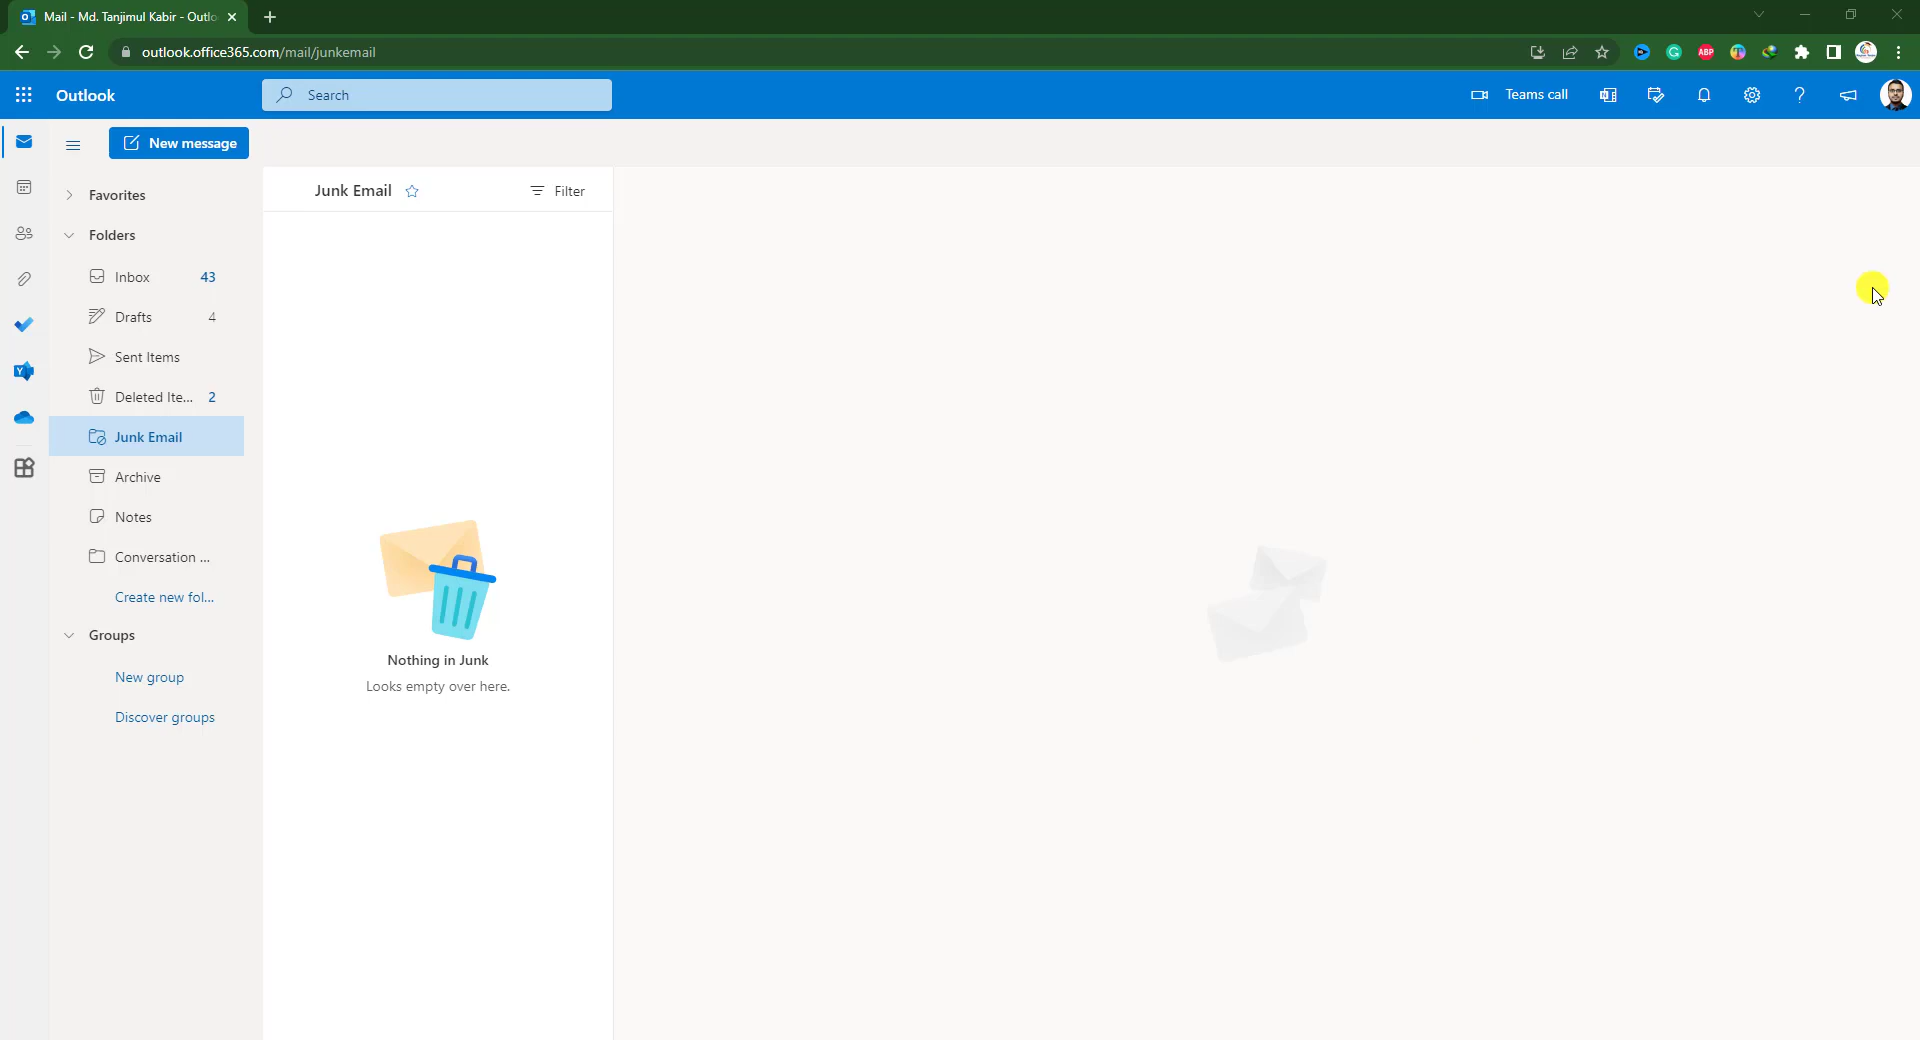 Mail - Md. Tanjimul Kabir - Outlo
outlook.office365.com/mail/junkemail
ABP
Outlook
Search
Teams call
New message
Favorites
Junk Email
Filter
Folders
Inbox 43
Drafts 4
Sent Items
Deleted Ite... 2
Junk Email
Archive
Notes
Conversation ...
Create new fol...
Groups
New group
Discover groups
Nothing in Junk
Looks empty over here.